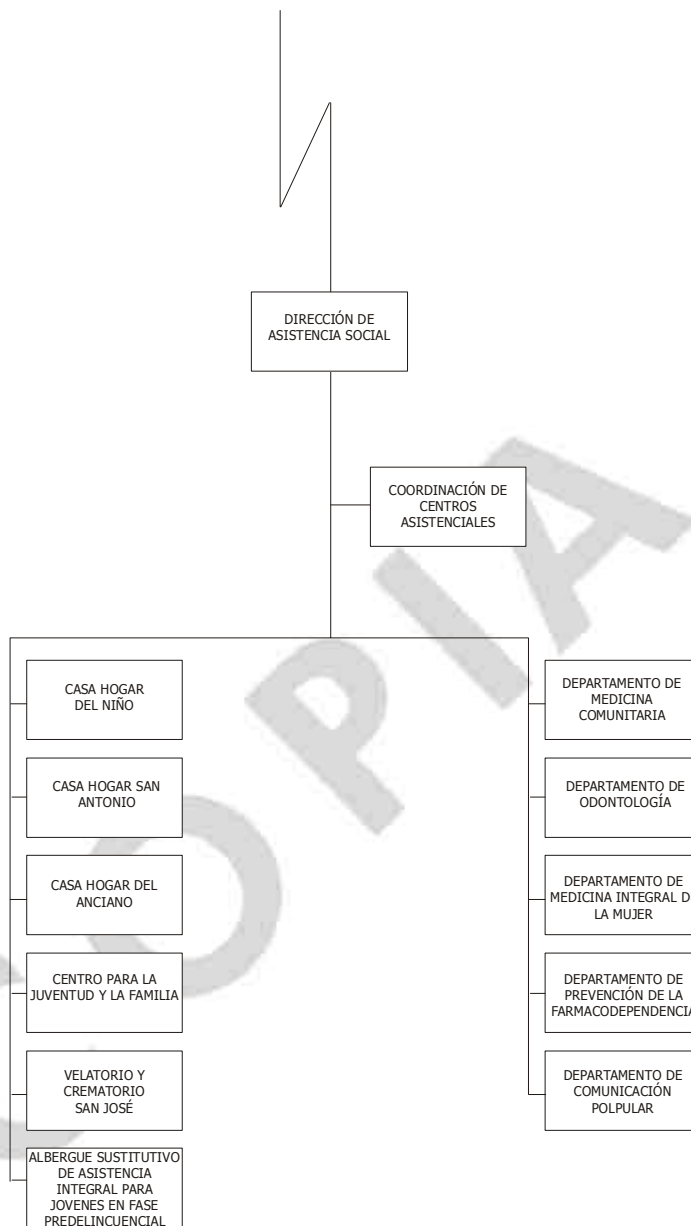 DIRECCIÓN DE
ASISTENCIA SOCIAL
COORDINACIÓN DE
CENTROS
ASISTENCIALES
CASA HOGAR
DEL NIÑO
CASA HOGAR SAN
ANTONIO
CASA HOGAR DEL
ANCIANO
CENTRO PARA LA
JUVENTUD Y LA FAMILIA
VELATORIO Y
CREMATORIO
SAN JOSÉ
ALBERGUE SUSTITUTIVO
DE ASISTENCIA
INTEGRAL PARA
JOVENES EN FASE
PREDELINCUENCIAL
DEPARTAMENTO DE
MEDICINA
COMUNITARIA
DEPARTAMENTO DE
ODONTOLOGÍA
DEPARTAMENTO DE
MEDICINA INTEGRAL D
LA MUJER
DEPARTAMENTO DE
PREVENCIÓN DE LA
FARMACODEPENDENCIA
DEPARTAMENTO DE
COMUNICACIÓN
POLPULAR
COPIA